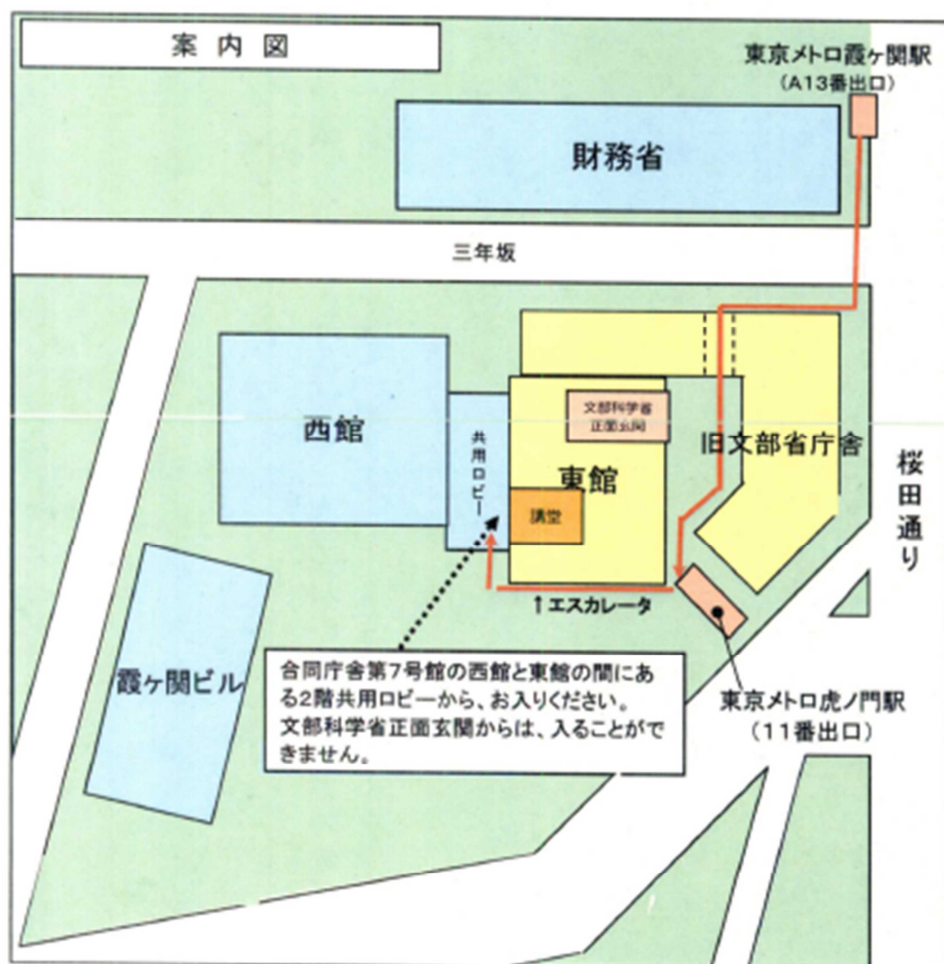 案内図
東京メトロ霞ヶ関駅
(A13番出口)
財務省
三年坂
西館
共用ロビー
文部科学省
正面玄関
東館
講堂
旧文部省庁舎
桜田通り
↑エスカレータ
霞ヶ関ビル
合同庁舎第7号館の西館と東館の間にあ
る2階共用ロビーから、お入りください。
文部科学省正面玄関からは、入ることがで
きません。
東京メトロ虎ノ門駅
(11番出口)